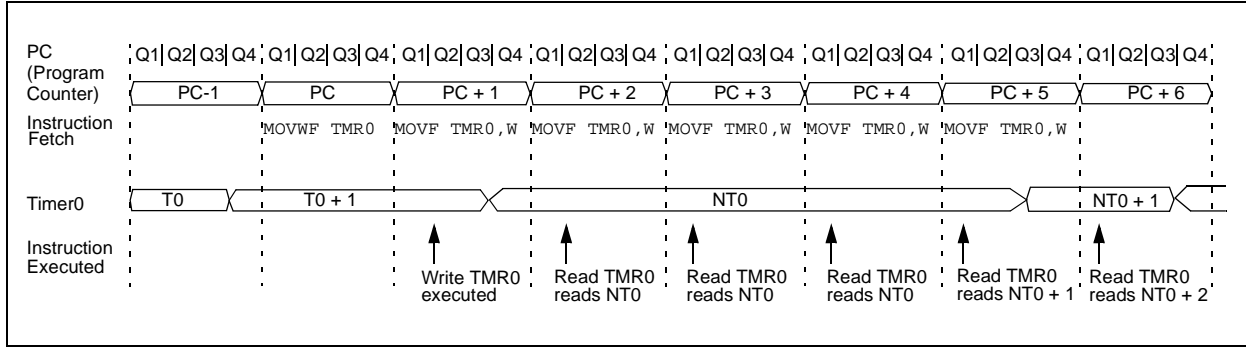 PC (Program Counter)
Q1 Q2 Q3 Q4 Q1 Q2 Q3 Q4 Q1 Q2 Q3 Q4 Q1 Q2 Q3 Q4 Q1 Q2 Q3 Q4 Q1 Q2 Q3 Q4 Q1 Q2 Q3 Q4 Q1 Q2 Q3 Q4
PC-1 PC PC + 1 PC + 2 PC + 3 PC + 4 PC + 5 PC + 6
Instruction Fetch
MOVWF TMR0 MOVF TMR0,W MOVF TMR0,W MOVF TMR0,W MOVF TMR0,W MOVF TMR0,W
Timer0 T0 T0 + 1 NT0 NT0 + 1
Instruction Executed
Write TMR0
executed
Read TMR0
reads NT0
Read TMR0
reads NT0
Read TMR0
reads NT0
Read TMR0
reads NT0 + 1
Read TMR0
reads NT0 + 2